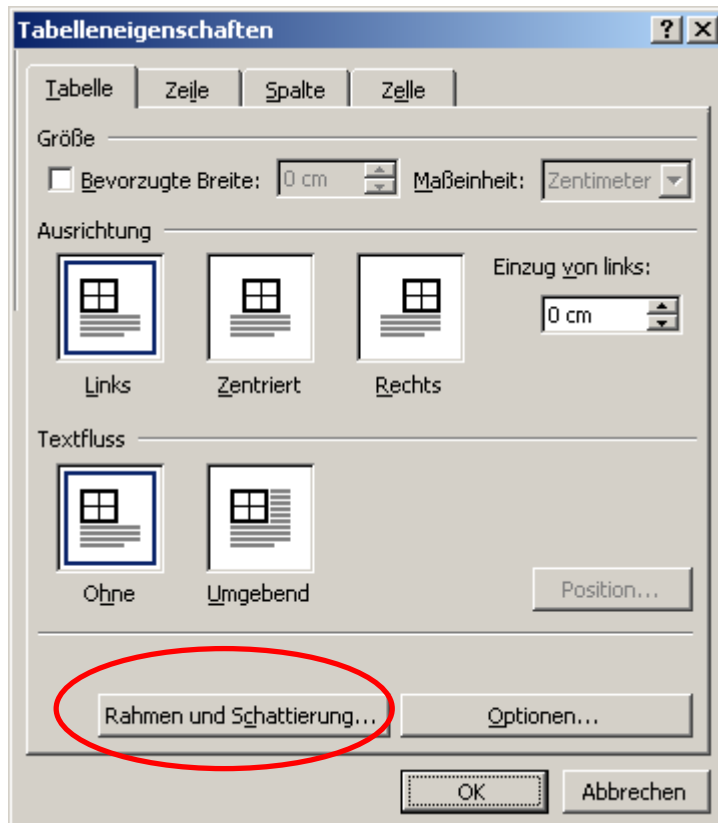 Tabelleneigenschaften
Tabelle Zeile Spalte Zelle
Größe
Bevorzugte Breite: 0 cm Maßeinheit: Zentimeter
Ausrichtung
Einzug von links:
0 cm
Links Zentriert Rechts
Textfluss
Ohne Umgebend Position...
Rahmen und Schattierung... Optionen...
OK Abbrechen